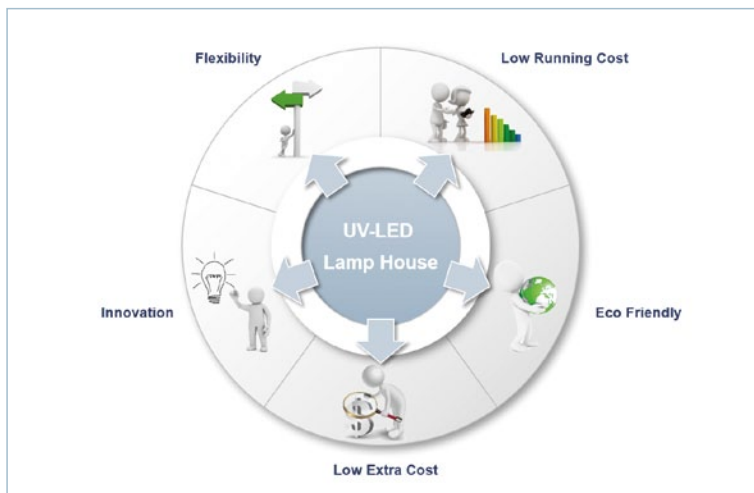 Flexibility
Low Running Cost
UV-LED
Lamp House
Innovation
Eco Friendly
Low Extra Cost